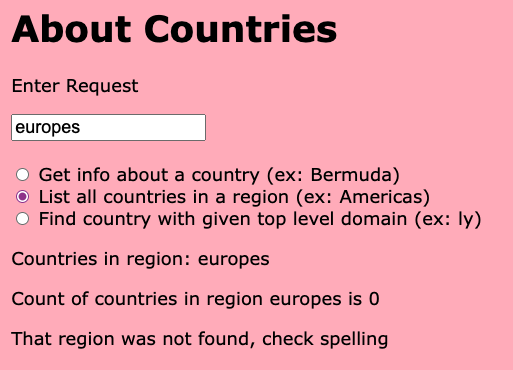 About Countries
Enter Request
europes
Get info about a country (ex: Bermuda)
List all countries in a region (ex: Americas)
Find country with given top level domain (ex: ly)
Countries in region: europes
Count of countries in region europes is 0
That region was not found, check spelling